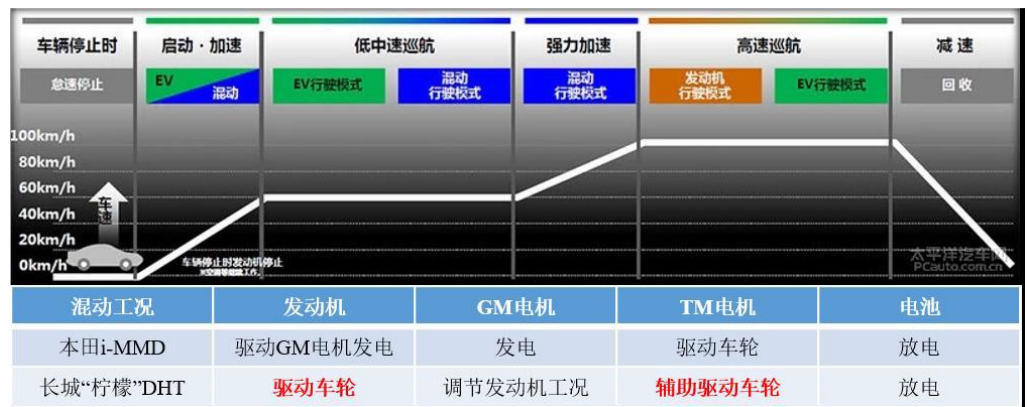 车辆停止时 启动·加速 低中速巡航 强力加速 高速巡航 减速
怠速停止 EV 混动 EV行驶模式 混动行驶模式 混动行驶模式 发动机行驶模式 EV行驶模式 回收
100km/h
80km/h
60km/h
40km/h
20km/h
0km/h
车速
车辆停止时发动机停止
※空调等继续工作
太平洋汽车网
PCauto.com.cn
混动工况 发动机 GM电机 TM电机 电池
本田i-MMD 驱动GM电机发电 发电 驱动车轮 放电
长城“柠檬”DHT 驱动车轮 调节发动机工况 辅助驱动车轮 放电